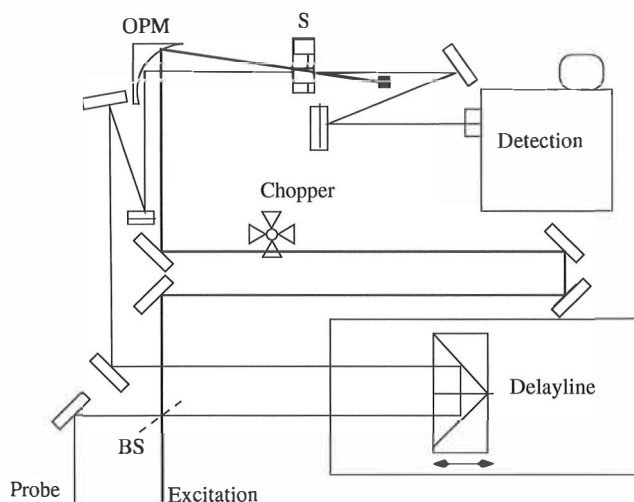 OPM
S
Detection
Chopper
Delayline
BS
Probe
Excitation